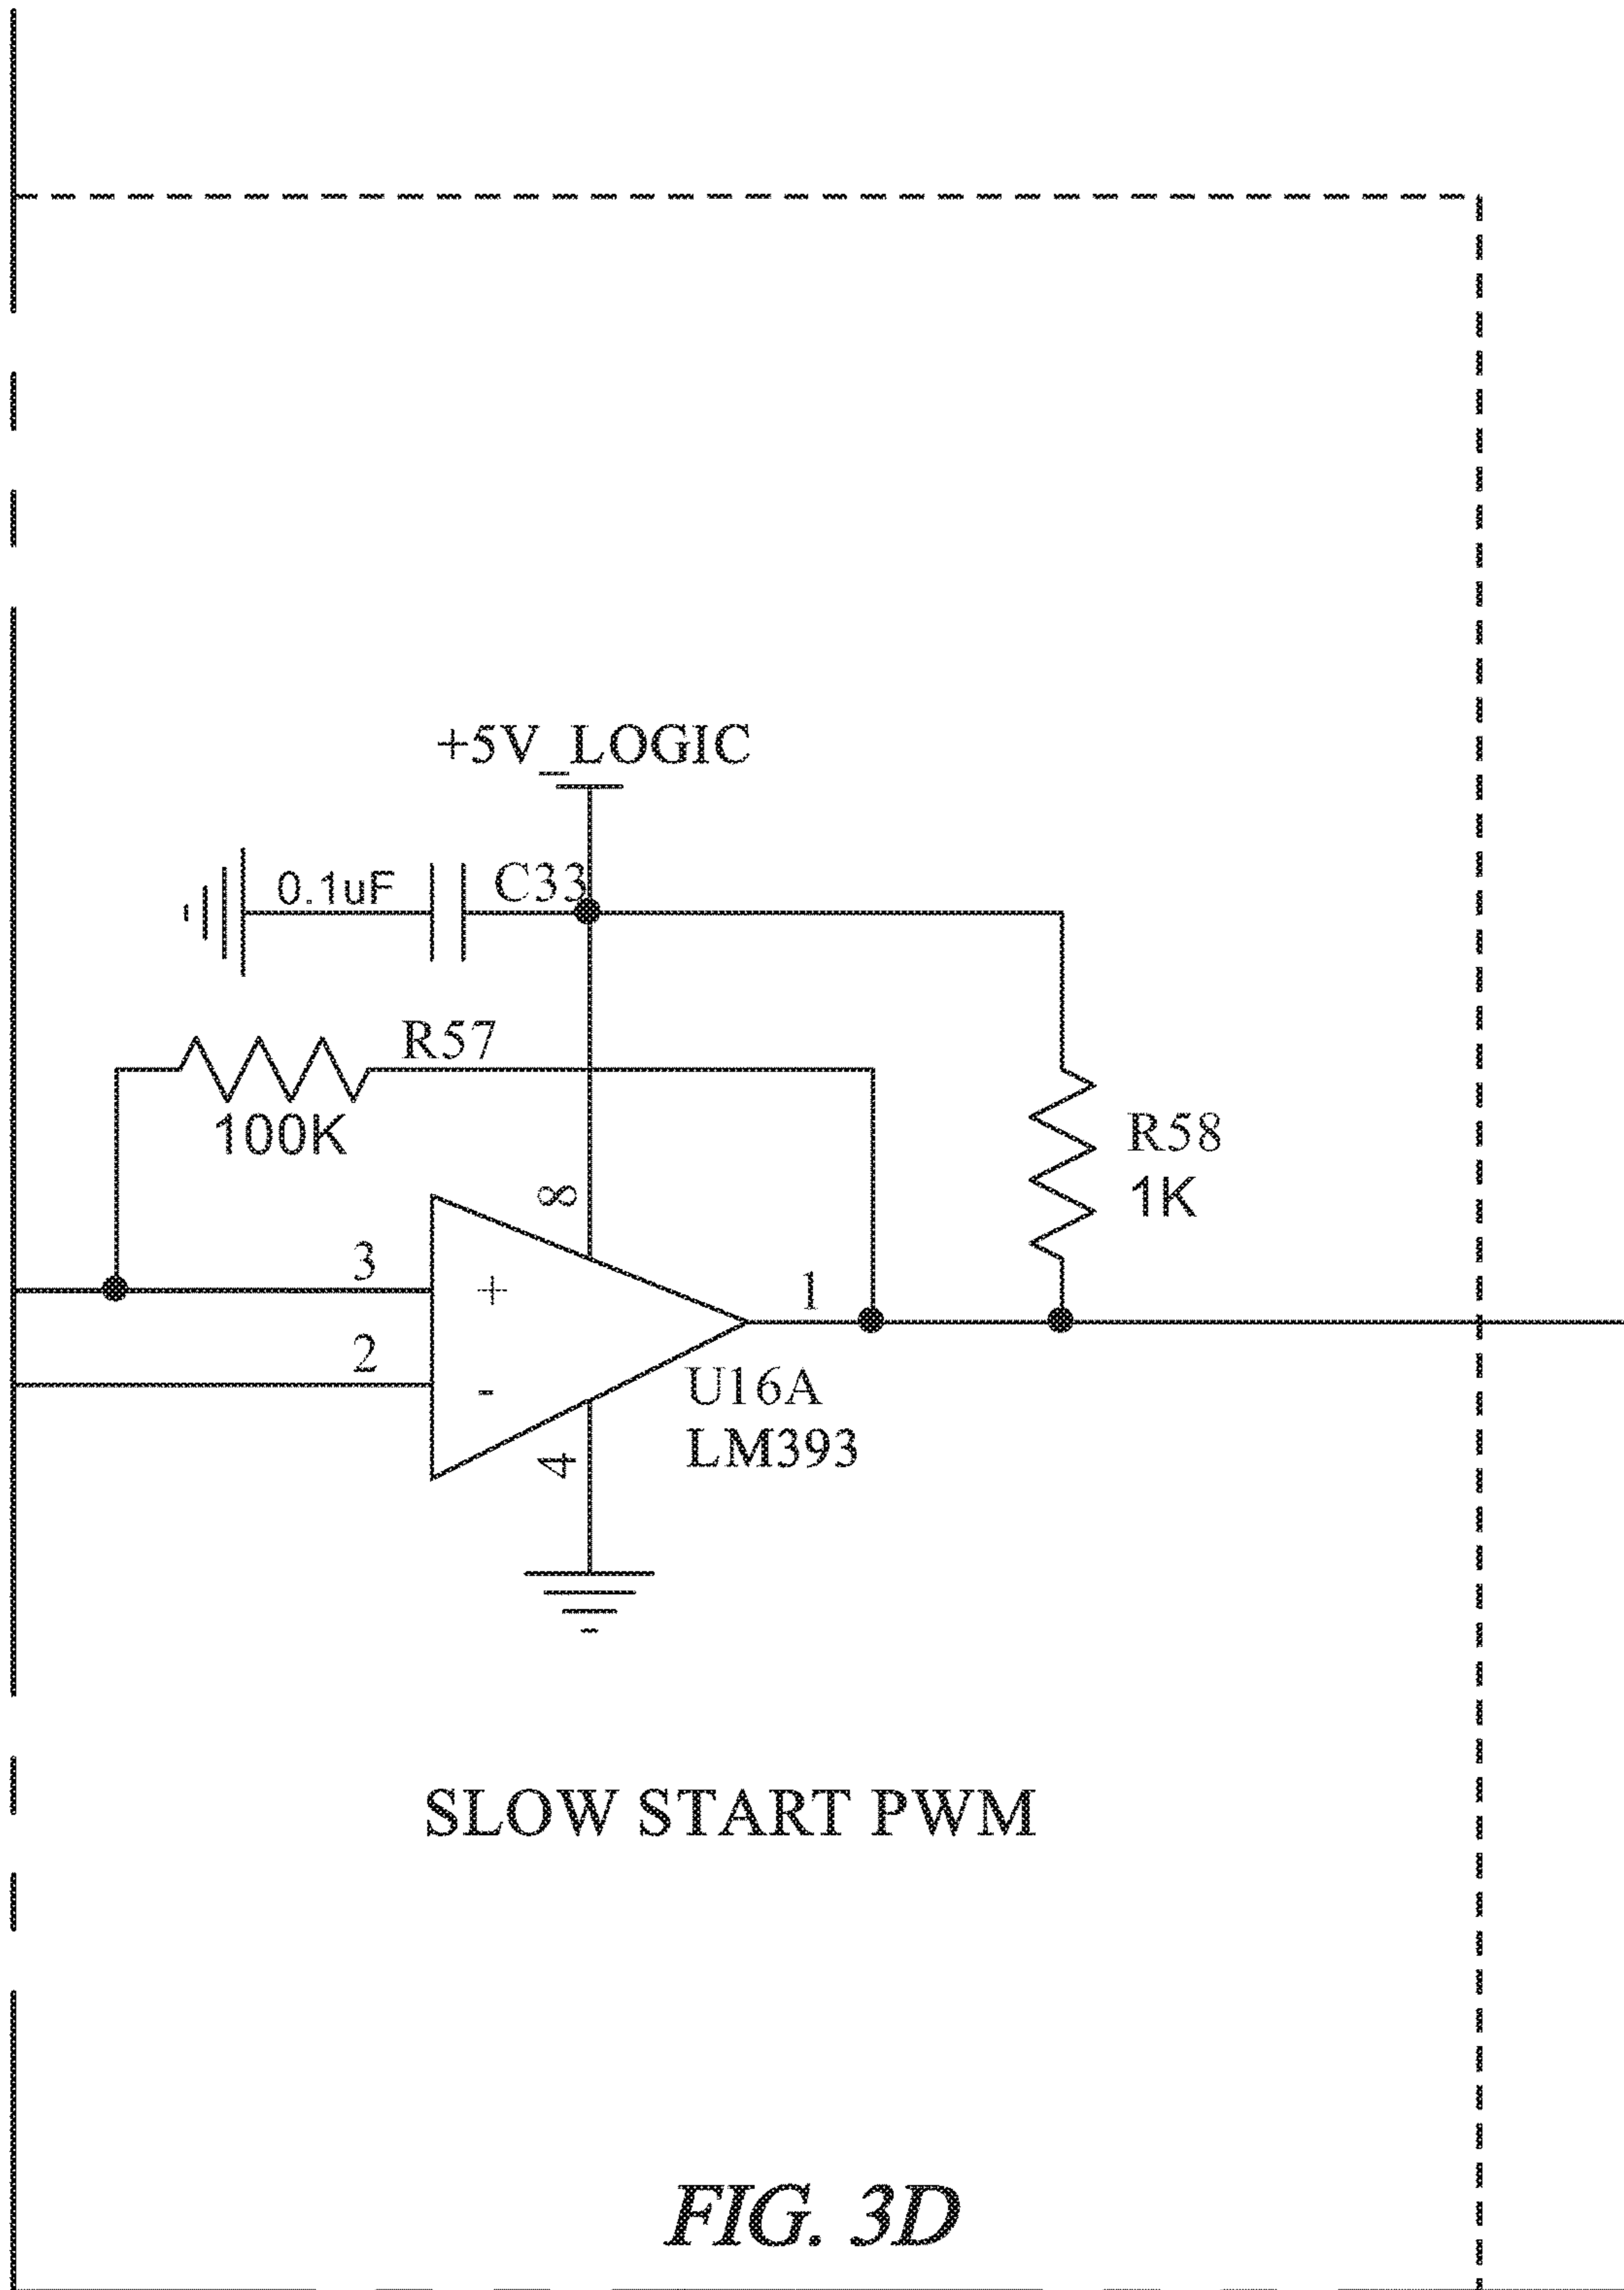 +5V_LOGIC
0.1uF
C33
R57
100K
R58
1K
8
3
+
1
2
-
U16A
LM393
4
SLOW START PWM
FIG. 3D